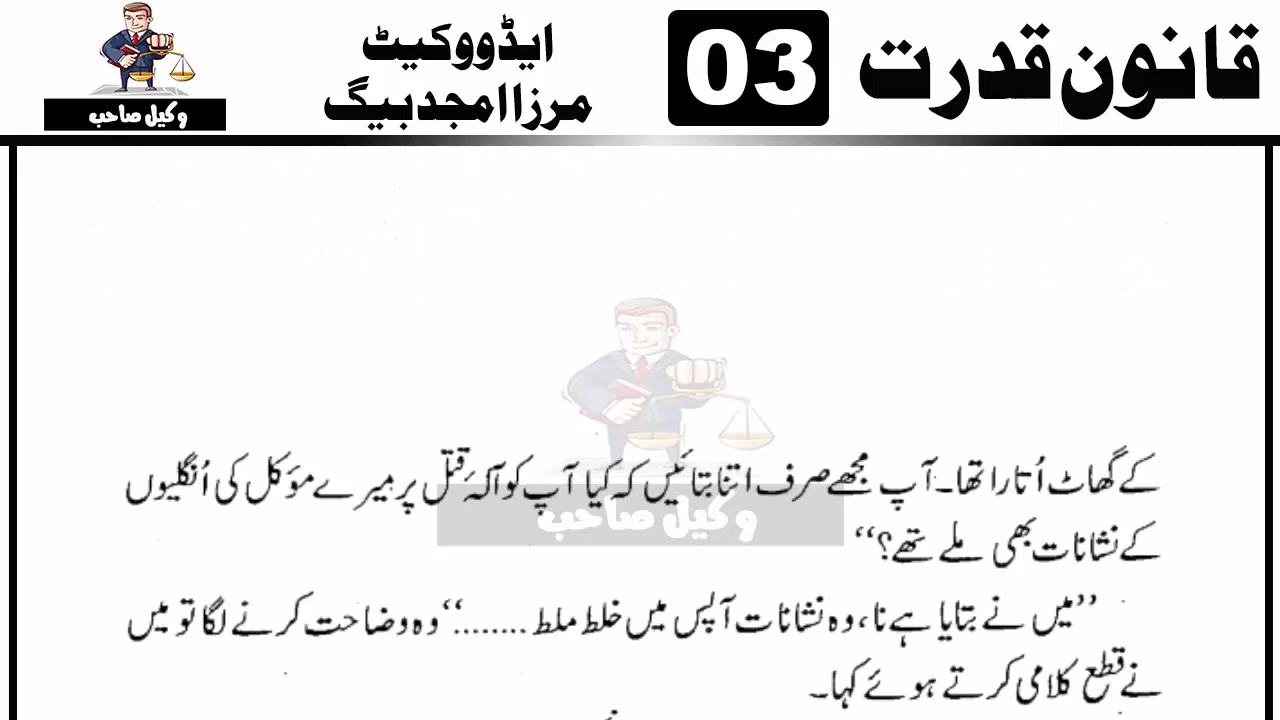 قانون قدرت
03
ایڈووکیٹ
مرزا امجد بیگ
وکیل صاحب
کے گھاٹ اُتارا تھا۔ آپ مجھے صرف اتنا بتائیں کہ کیا آپ کو آلۂ قتل پر میرے مؤکل کی اُنگلیوں
کے نشانات بھی ملے تھے؟‘‘
’’میں نے بتایا ہے نا، وہ نشانات آپس میں خلط ملط ........‘‘ وہ وضاحت کرنے لگا تو میں
نے قطع کلامی کرتے ہوئے کہا۔
وکیل صاحب